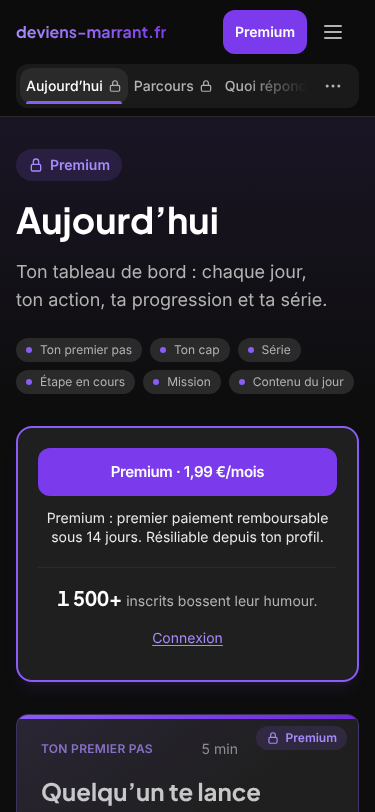 deviens-marrant.fr
Premium
Aujourd’hui
Parcours
Quoi répond
Premium
Aujourd’hui
Ton tableau de bord : chaque jour,
ton action, ta progression et ta série.
Ton premier pas
Ton cap
Série
Étape en cours
Mission
Contenu du jour
Premium · 1,99 €/mois
Premium : premier paiement remboursable
sous 14 jours. Résiliable depuis ton profil.
1 500+ inscrits bossent leur humour.
Connexion
Premium
TON PREMIER PAS
5 min
Quelqu’un te lance